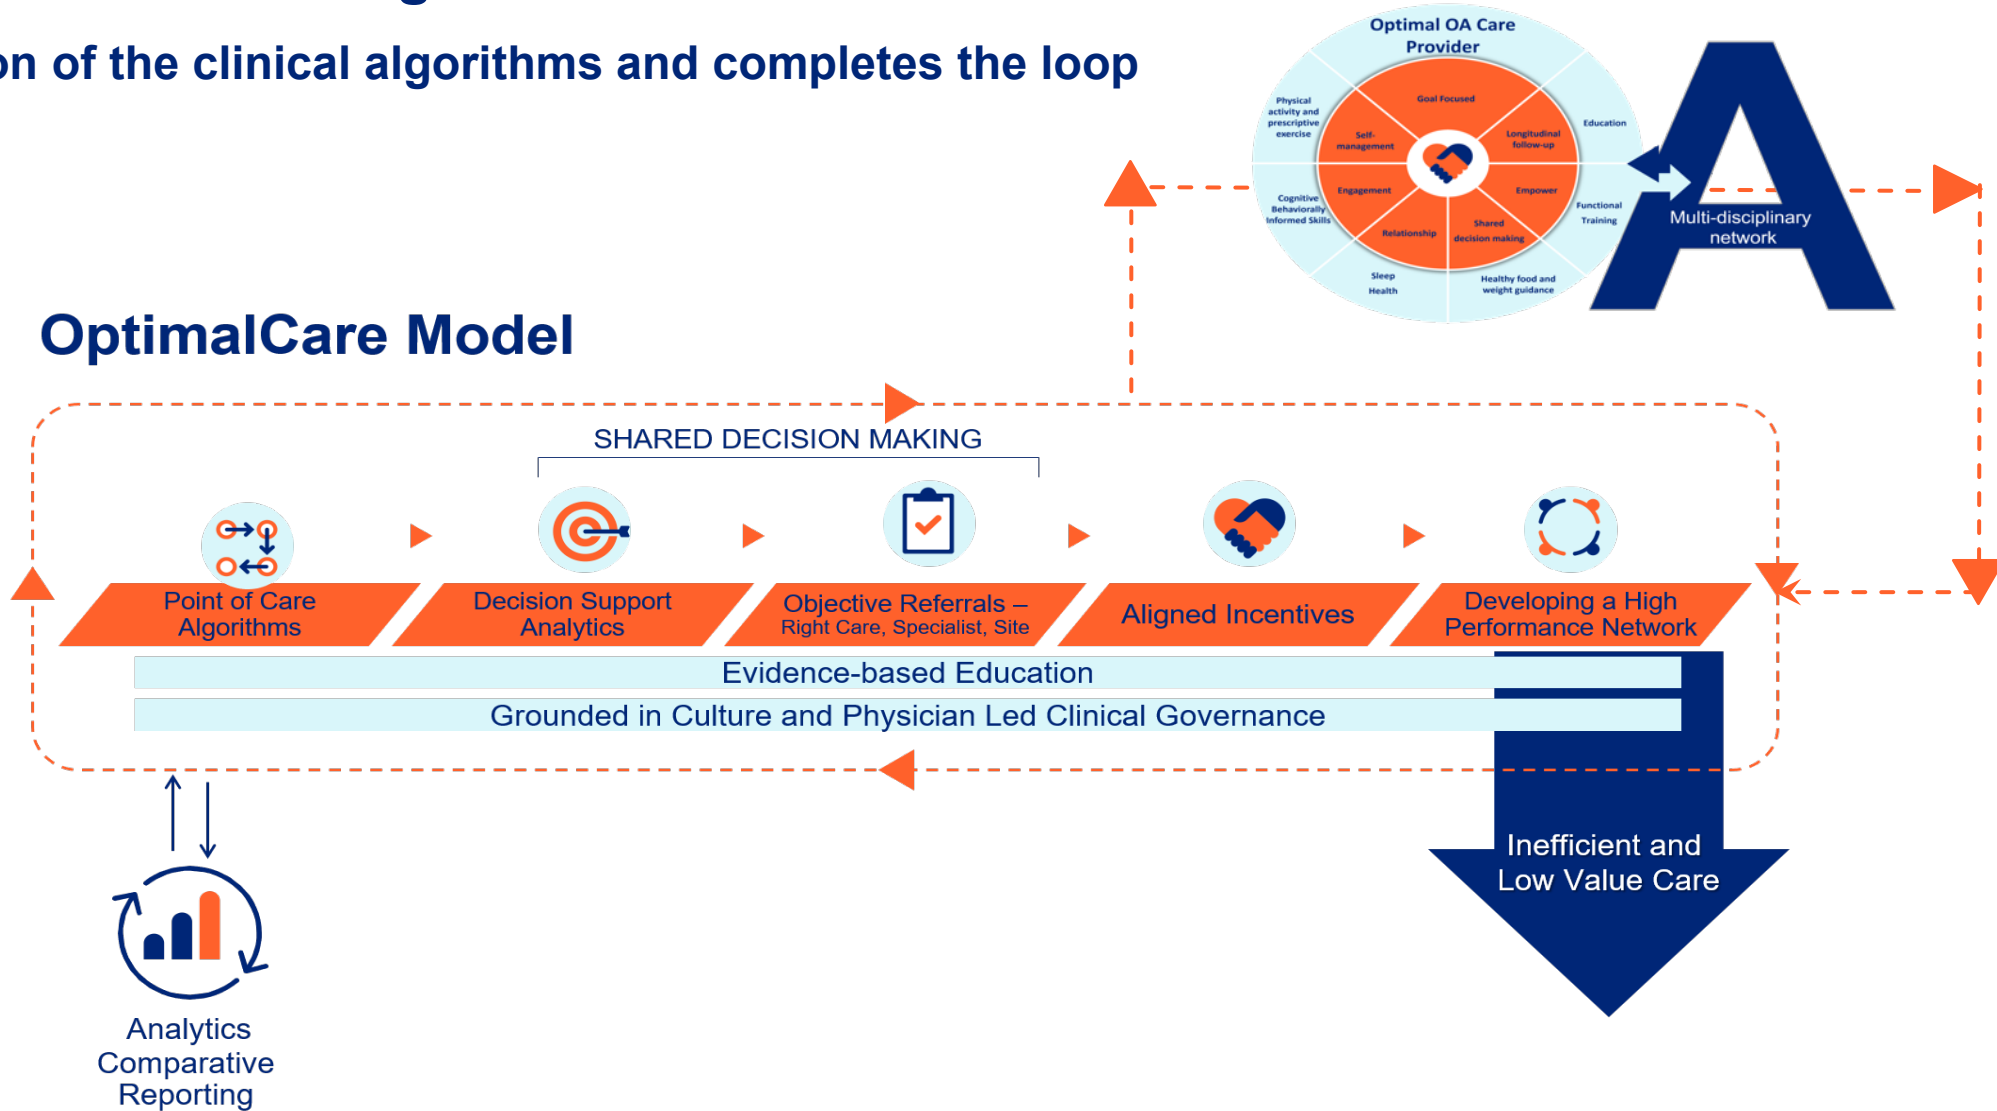 on of the clinical algorithms and completes the loop
Optimal OA Care
Provider
Physical
activity and
prescriptive
exercise
Goal Focused
Education
Self-
management
Longitudinal
follow-up
Engagement
Empower
Cognitive
Behaviorally
Informed Skills
Functional
Training
Relationship
Shared
decision making
Sleep
Health
Healthy food and
weight guidance
Multi-disciplinary
network
A
OptimalCare Model
SHARED DECISION MAKING
Point of Care
Algorithms
Decision Support
Analytics
Objective Referrals –
Right Care, Specialist, Site
Aligned Incentives
Developing a High
Performance Network
Evidence-based Education
Grounded in Culture and Physician Led Clinical Governance
Inefficient and
Low Value Care
Analytics
Comparative
Reporting